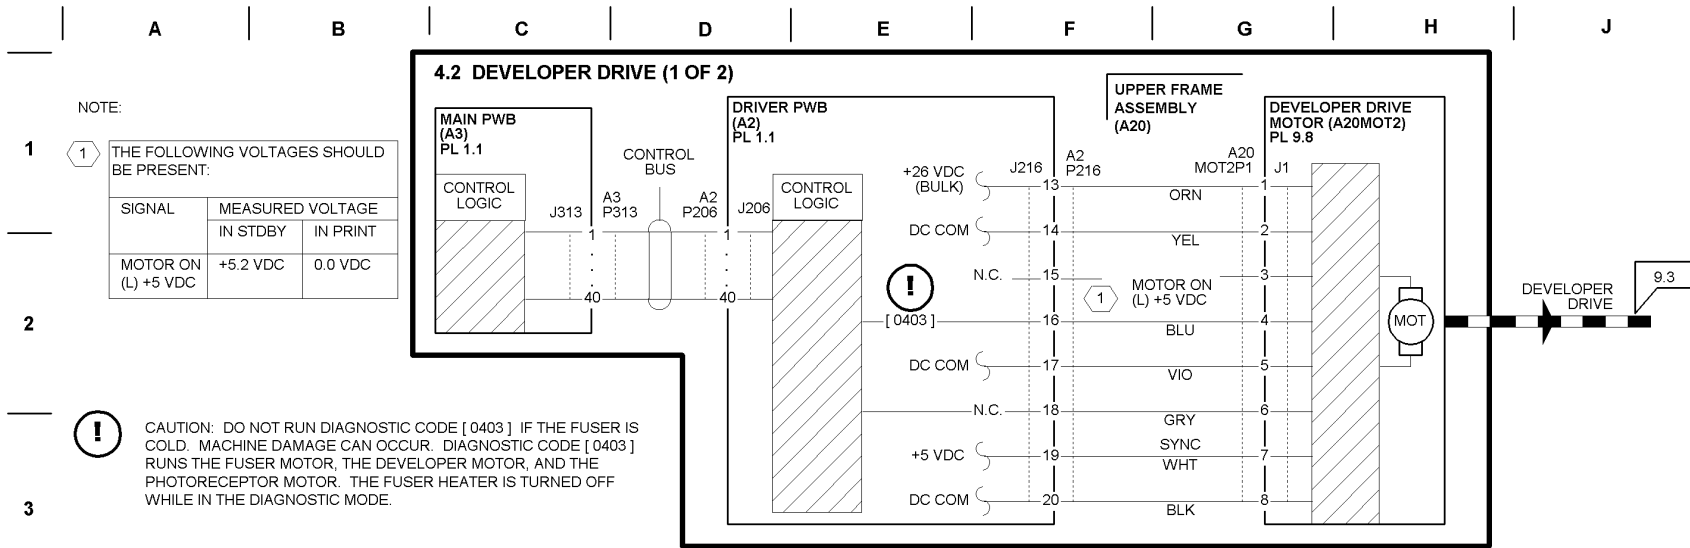 A B C D E F G H J
1
2
3
NOTE:
1
THE FOLLOWING VOLTAGES SHOULD
BE PRESENT:
SIGNAL
MEASURED VOLTAGE
IN STDBY
IN PRINT
MOTOR ON
(L) +5 VDC
+5.2 VDC
0.0 VDC
!
CAUTION: DO NOT RUN DIAGNOSTIC CODE [ 0403 ] IF THE FUSER IS
COLD. MACHINE DAMAGE CAN OCCUR. DIAGNOSTIC CODE [ 0403 ]
RUNS THE FUSER MOTOR, THE DEVELOPER MOTOR, AND THE
PHOTORECEPTOR MOTOR. THE FUSER HEATER IS TURNED OFF
WHILE IN THE DIAGNOSTIC MODE.
4.2 DEVELOPER DRIVE (1 OF 2)
MAIN PWB
(A3)
PL 1.1
CONTROL
LOGIC
J313
A3
P313
CONTROL
BUS
A2
P206
J206
1
.
.
.
40
1
.
.
.
40
DRIVER PWB
(A2)
PL 1.1
CONTROL
LOGIC
!
[ 0403 ]
+26 VDC
(BULK)
DC COM
N.C.
DC COM
N.C.
+5 VDC
DC COM
J216
A2
P216
13
14
15
16
17
18
19
20
UPPER FRAME
ASSEMBLY
(A20)
ORN
YEL
1
MOTOR ON
(L) +5 VDC
BLU
VIO
GRY
SYNC
WHT
BLK
A20
MOT2P1
J1
1
2
3
4
5
6
7
8
DEVELOPER DRIVE
MOTOR (A20MOT2)
PL 9.8
MOT
DEVELOPER
DRIVE
9.3